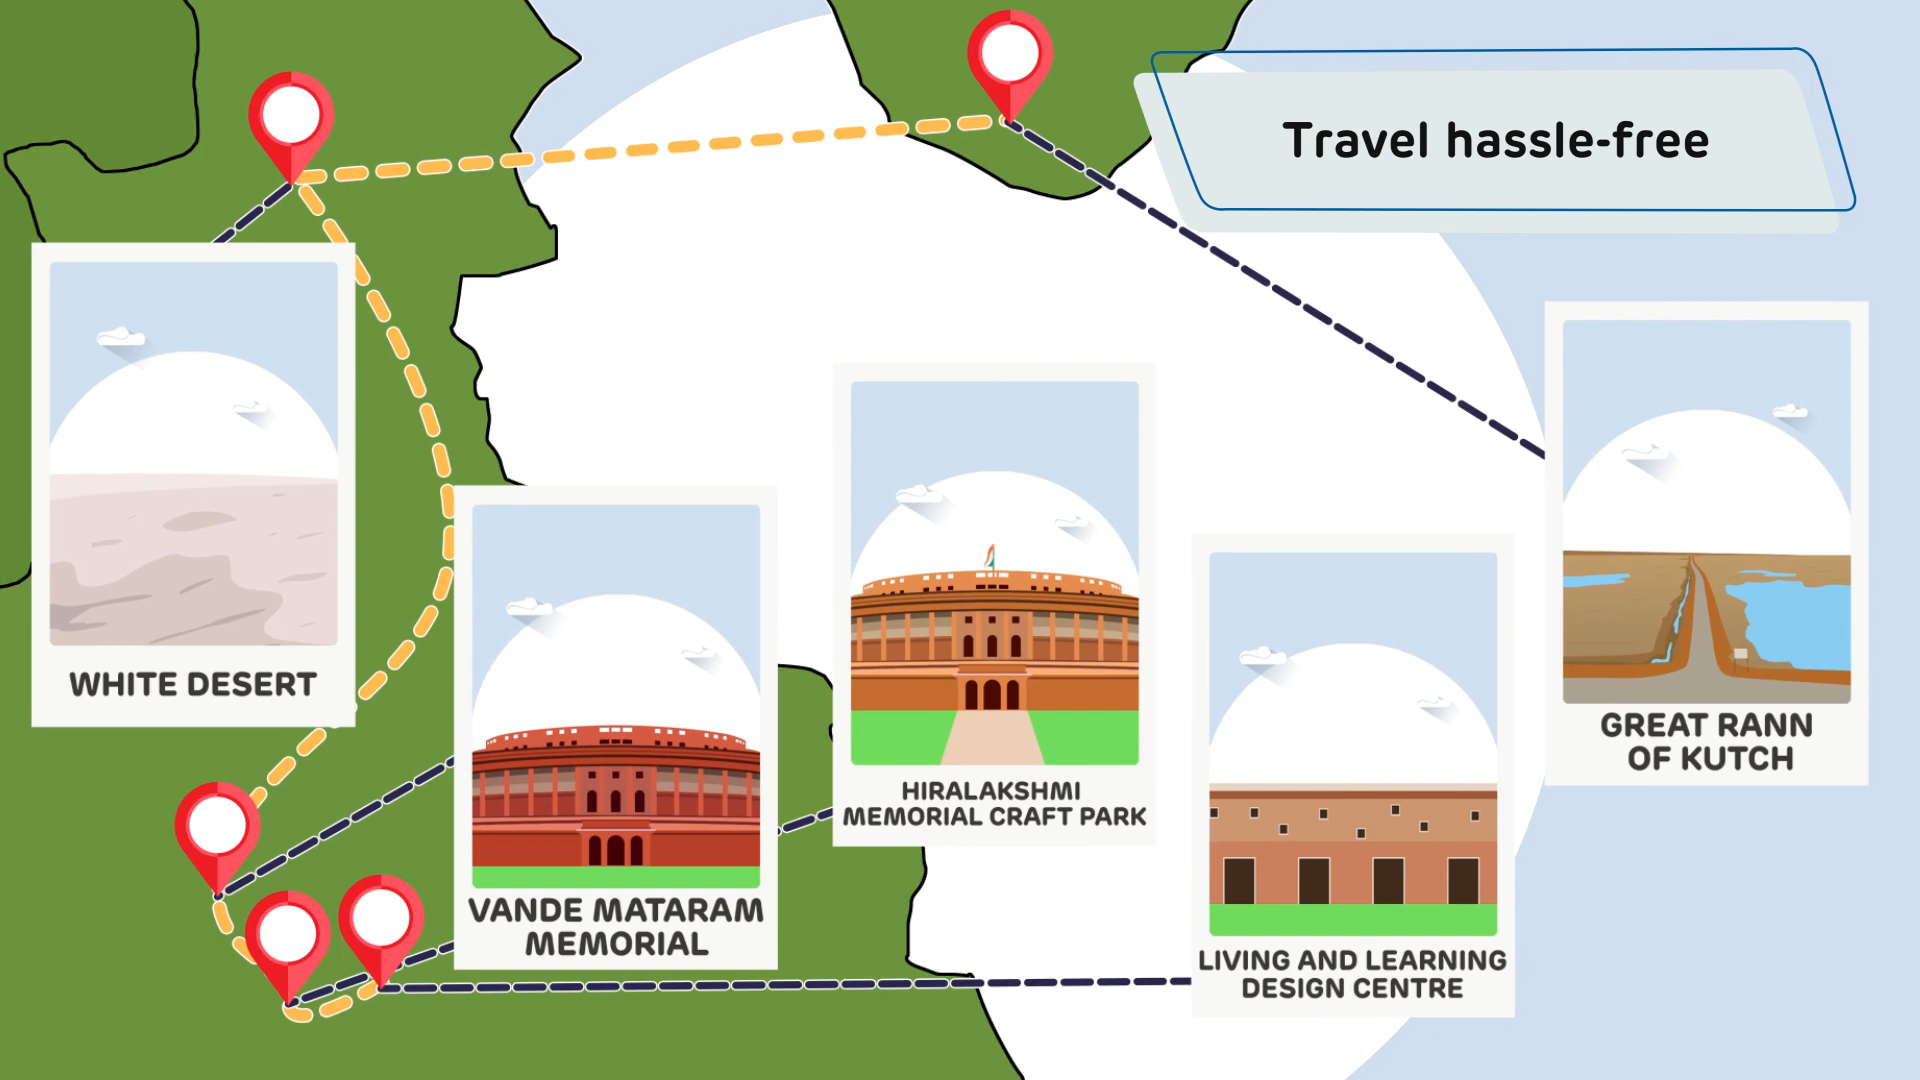 Travel hassle-free
WHITE DESERT
VANDE MATARAM
MEMORIAL
HIRALAKSHMI
MEMORIAL CRAFT PARK
LIVING AND LEARNING
DESIGN CENTRE
GREAT RANN
OF KUTCH